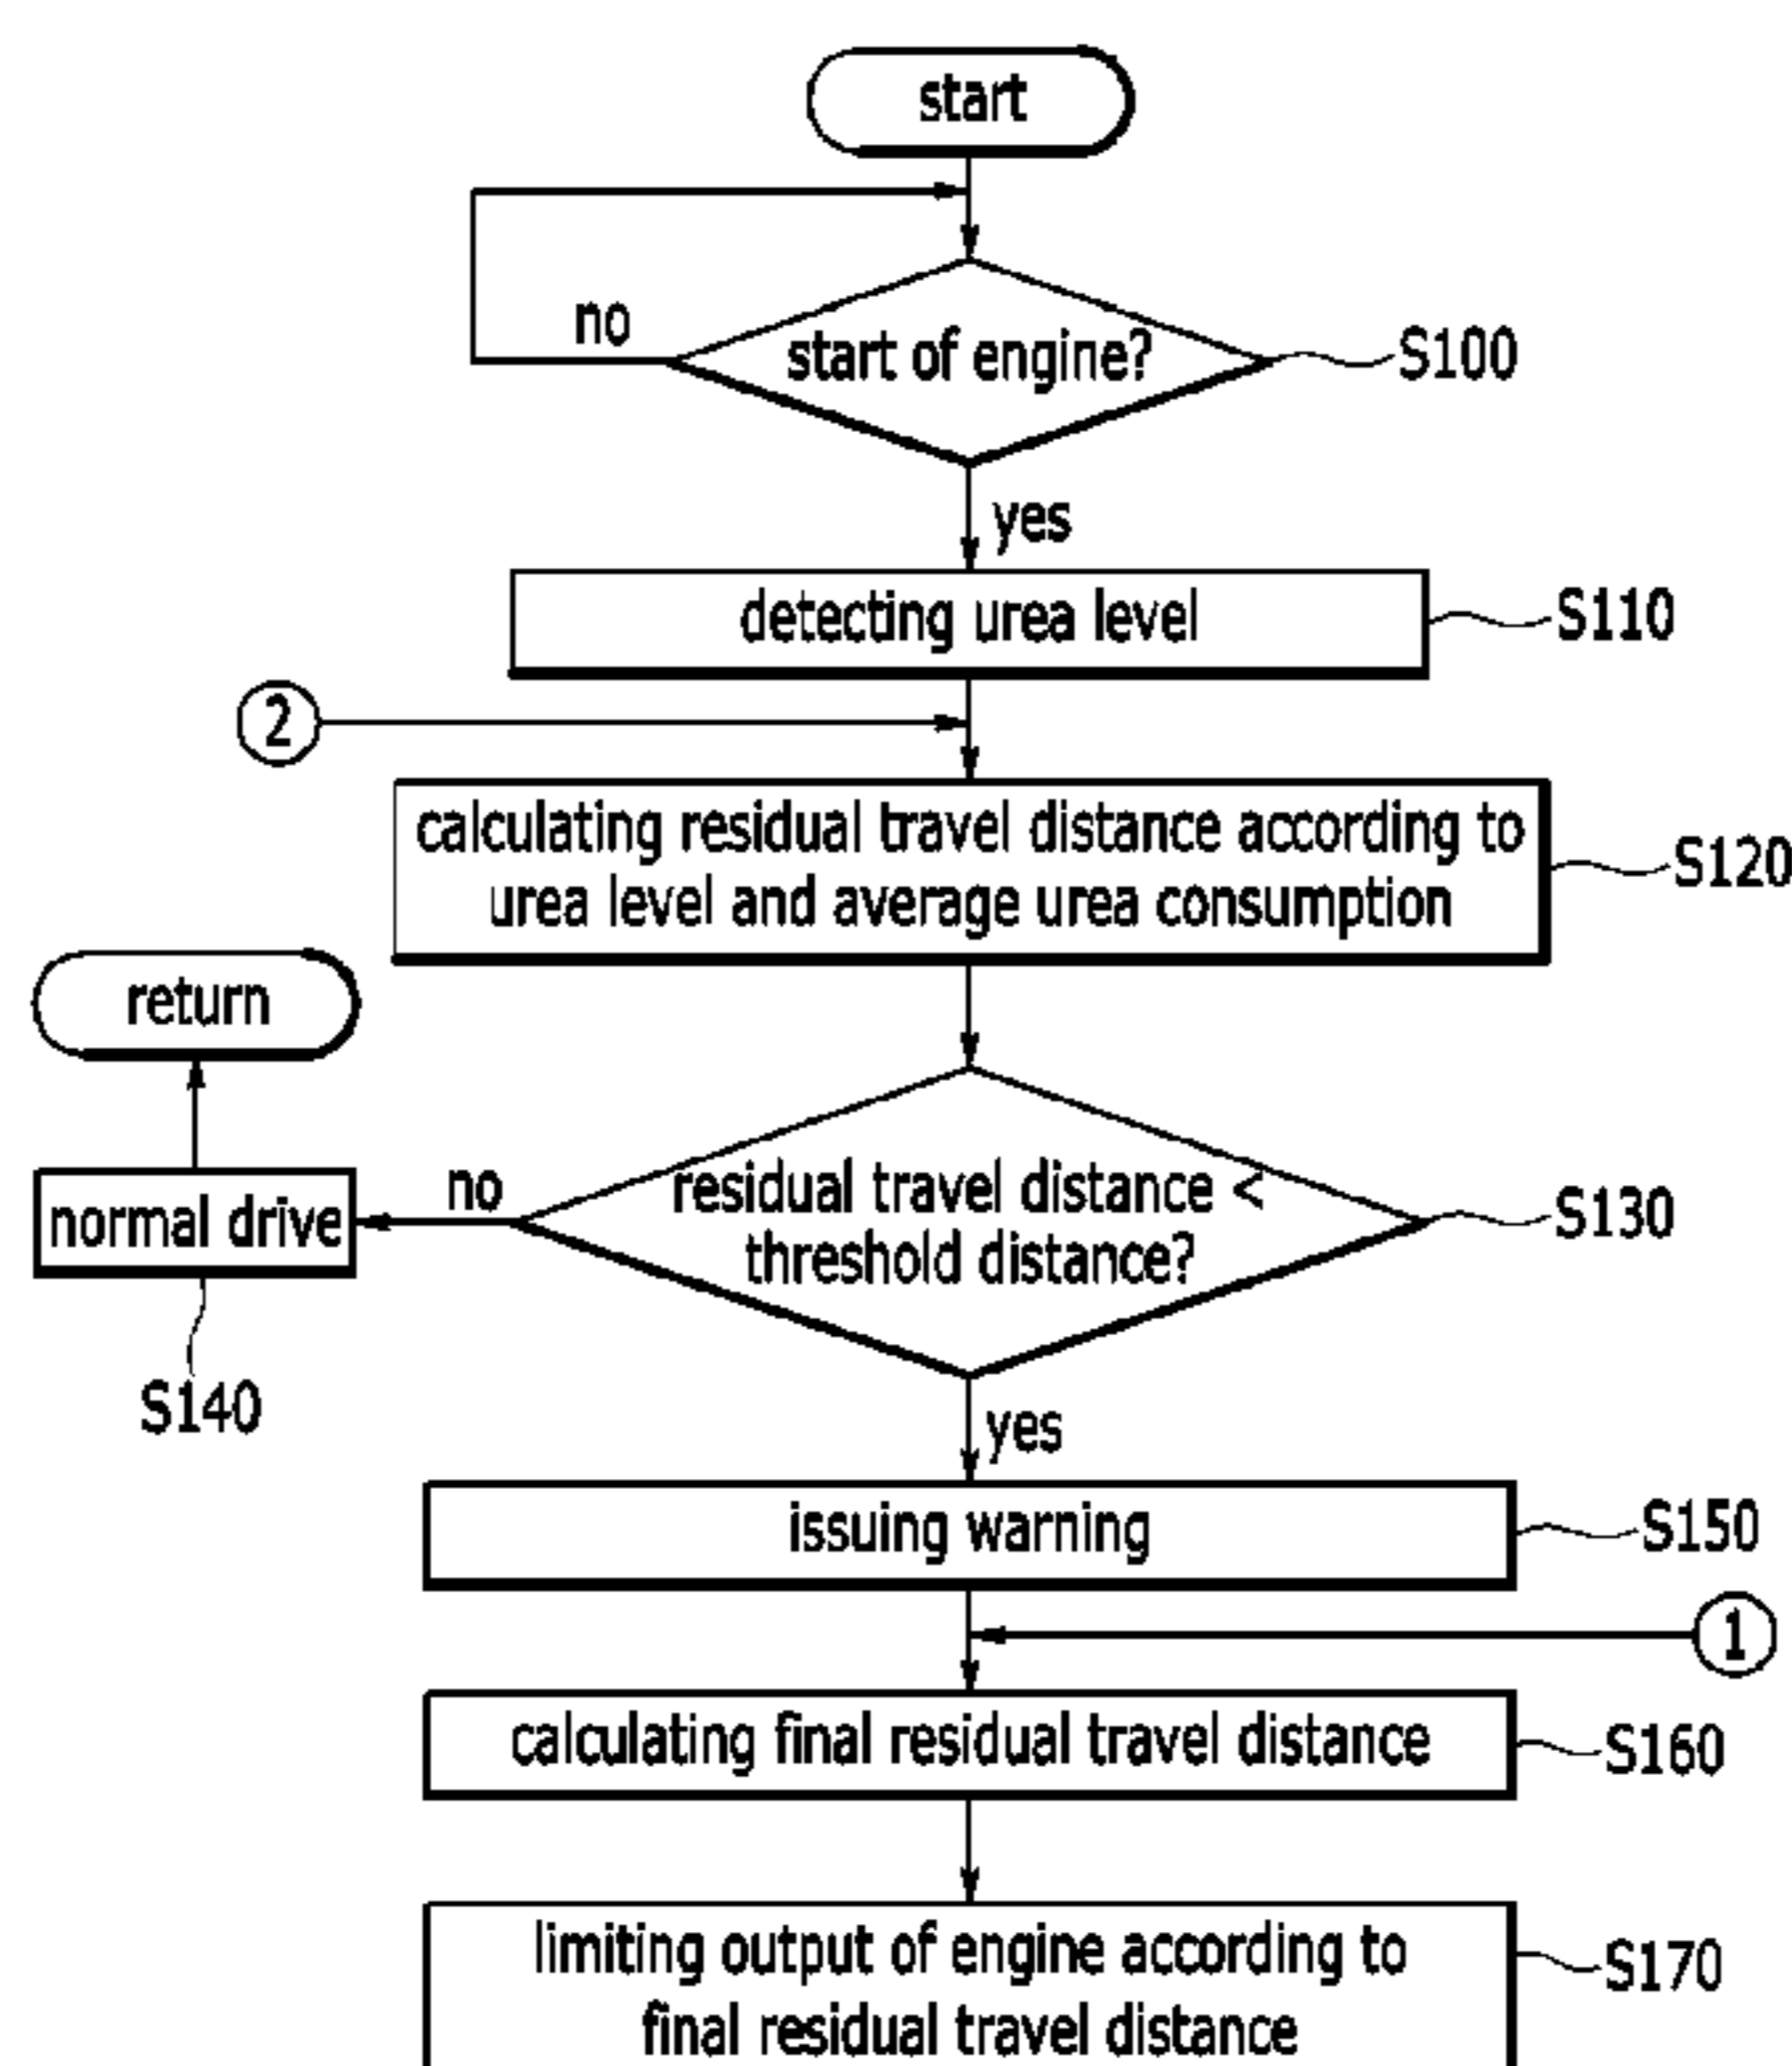 start
no
start of engine?
S100
yes
detecting urea level
S110
2
calculating residual travel distance according to
urea level and average urea consumption
S120
return
normal drive
no
residual travel distance <
threshold distance?
S130
S140
yes
issuing warning
S150
1
calculating final residual travel distance
S160
limiting output of engine according to
final residual travel distance
S170